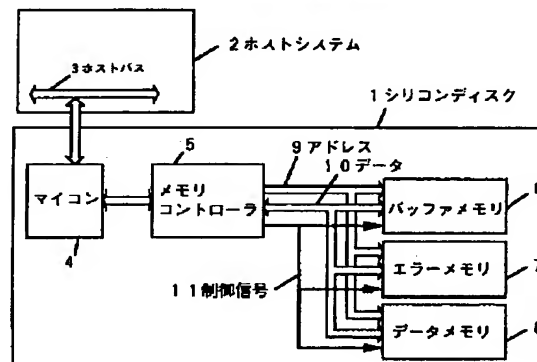 2ホストシステム
3ホストバス
1シリコンディスク
5
9アドレス
10データ
マイコン
メモリ
コントローラ
バッファメモリ
6
4
エラーメモリ
7
11制御信号
データメモリ
8